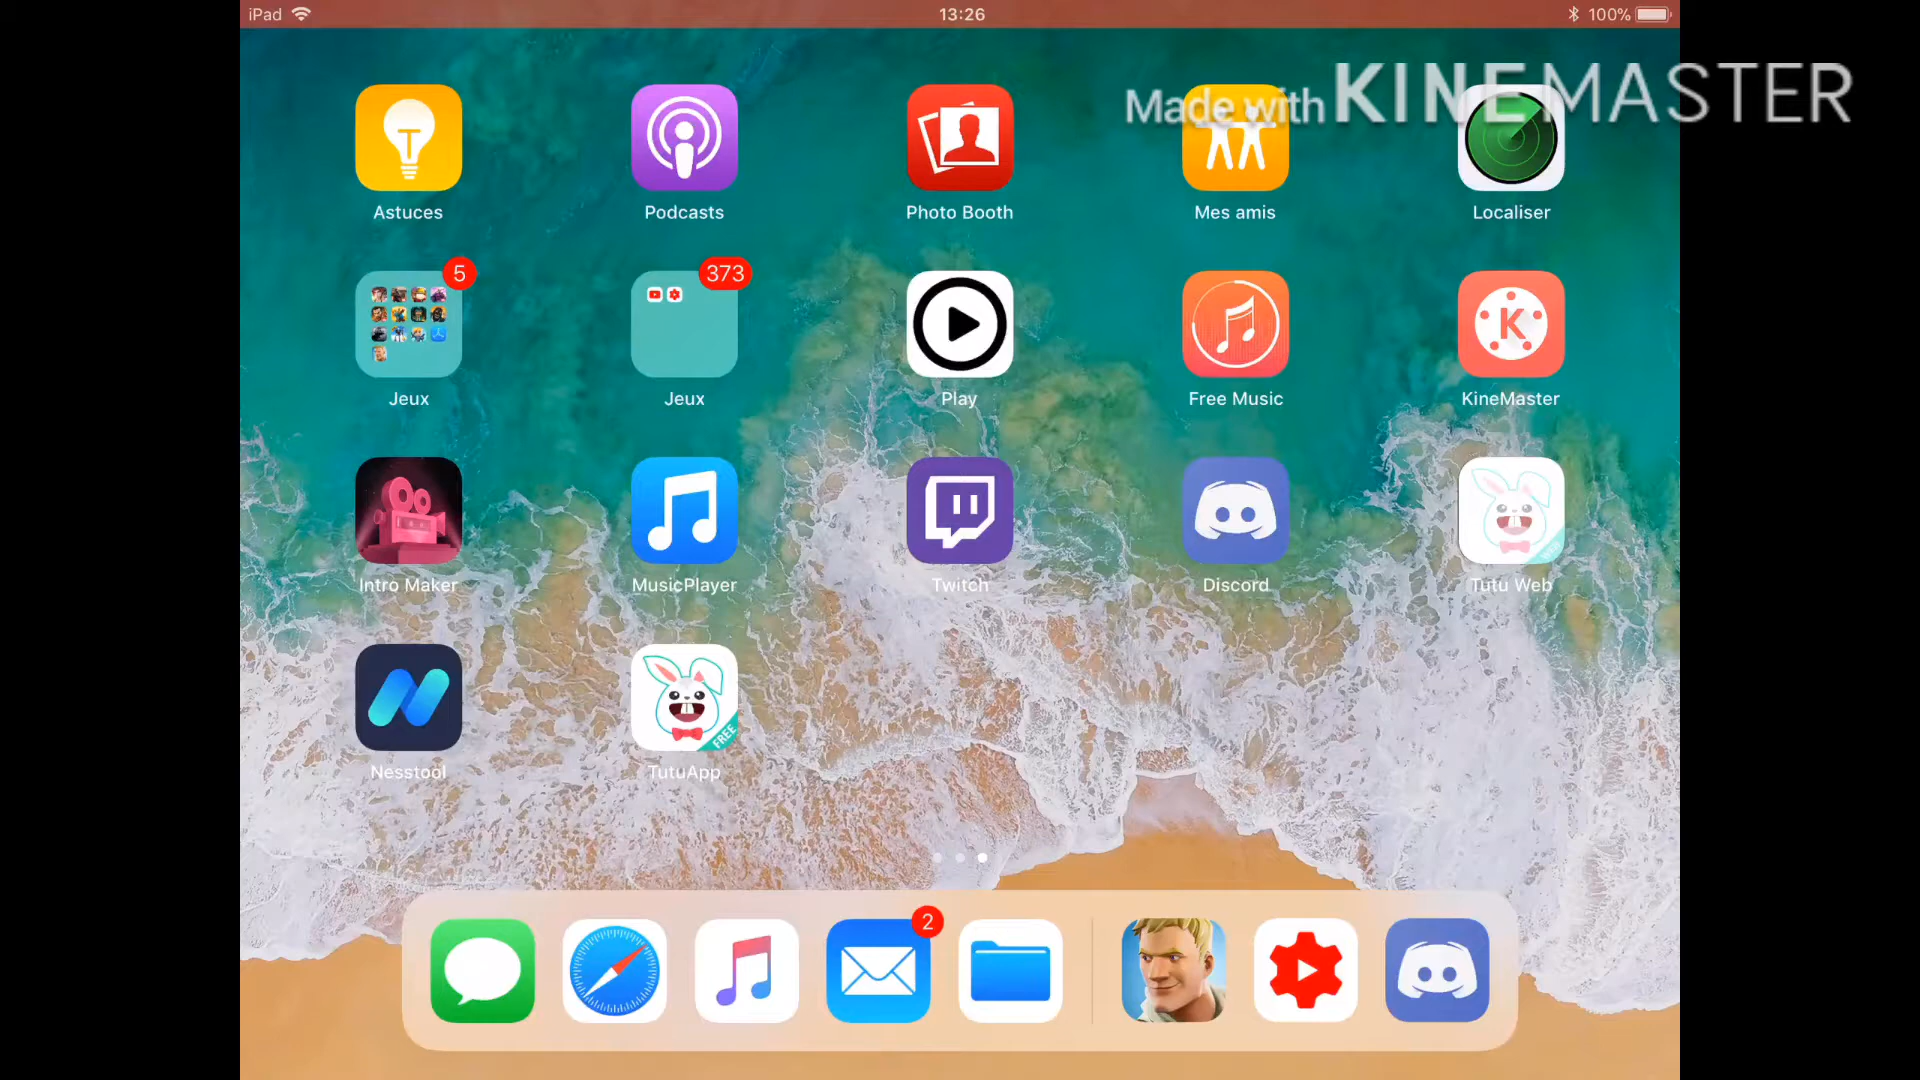 iPad 13:26 100%
Made with KINEMASTER
Astuces Podcasts Photo Booth Mes amis Localiser
5 373
Jeux Jeux Play Free Music KineMaster
Intro Maker MusicPlayer Twitch Discord Tutu Web
FREE
Nesstool TutuApp
2